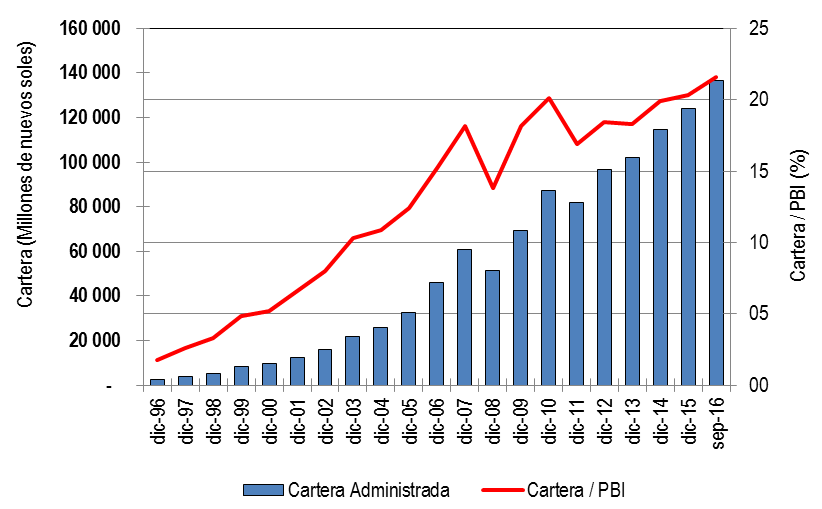 Cartera (Millones de nuevos soles)
160 000
140 000
120 000
100 000
80 000
60 000
40 000
20 000
-
25
20
15
10
05
00
Cartera / PBI (%)
dic-96
dic-97
dic-98
dic-99
dic-00
dic-01
dic-02
dic-03
dic-04
dic-05
dic-06
dic-07
dic-08
dic-09
dic-10
dic-11
dic-12
dic-13
dic-14
dic-15
sep-16
Cartera Administrada
Cartera / PBI